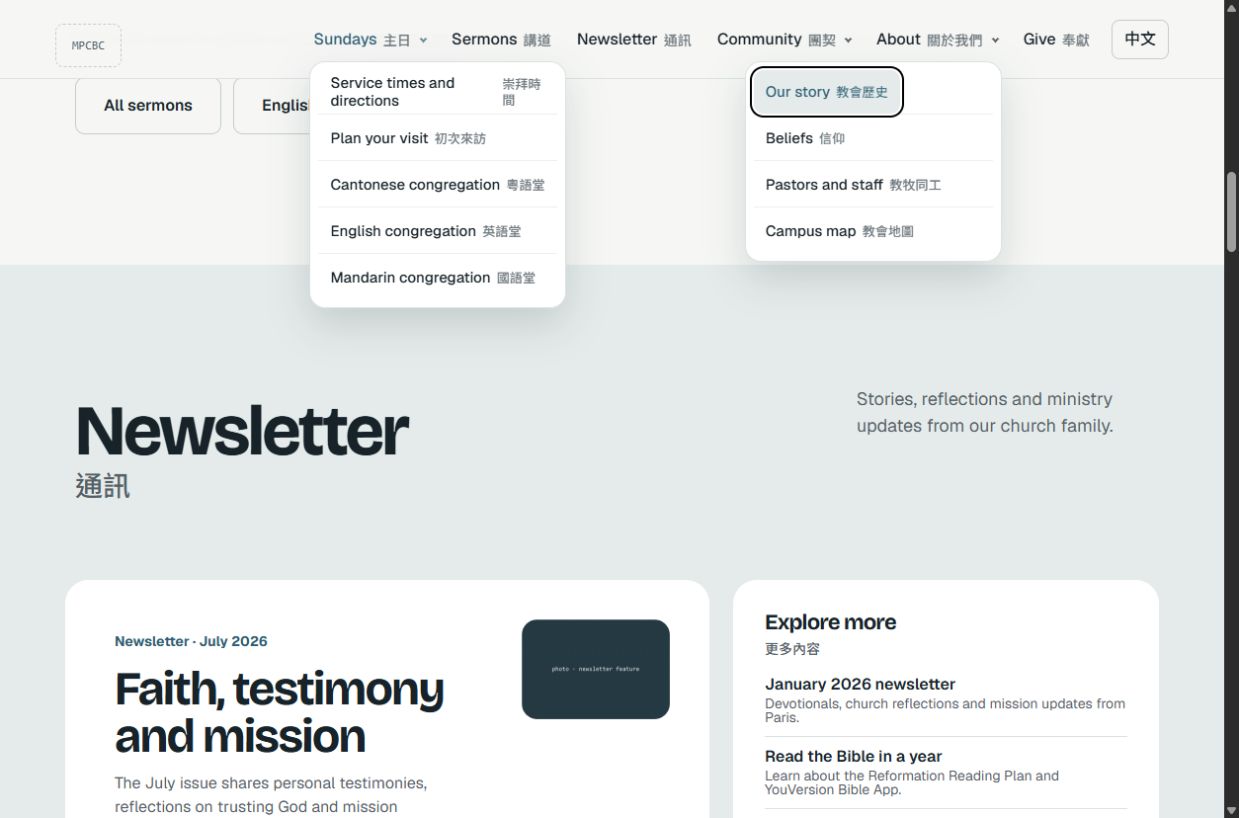 MPCBC
Sundays 主日
Sermons 講道
Newsletter 通訊
Community 團契
About 關於我們
Give 奉獻
中文
Service times and
directions
崇拜時
間
Plan your visit 初次來訪
Cantonese congregation 粵語堂
English congregation 英語堂
Mandarin congregation 國語堂
Our story 教會歷史
Beliefs 信仰
Pastors and staff 教牧同工
Campus map 教會地圖
All sermons
Newsletter
通訊
Stories, reflections and ministry
updates from our church family.
Newsletter · July 2026
Faith, testimony
and mission
The July issue shares personal testimonies,
reflections on trusting God and mission
photo · newsletter feature
Explore more
更多內容
January 2026 newsletter
Devotionals, church reflections and mission updates from
Paris.
Read the Bible in a year
Learn about the Reformation Reading Plan and
YouVersion Bible App.